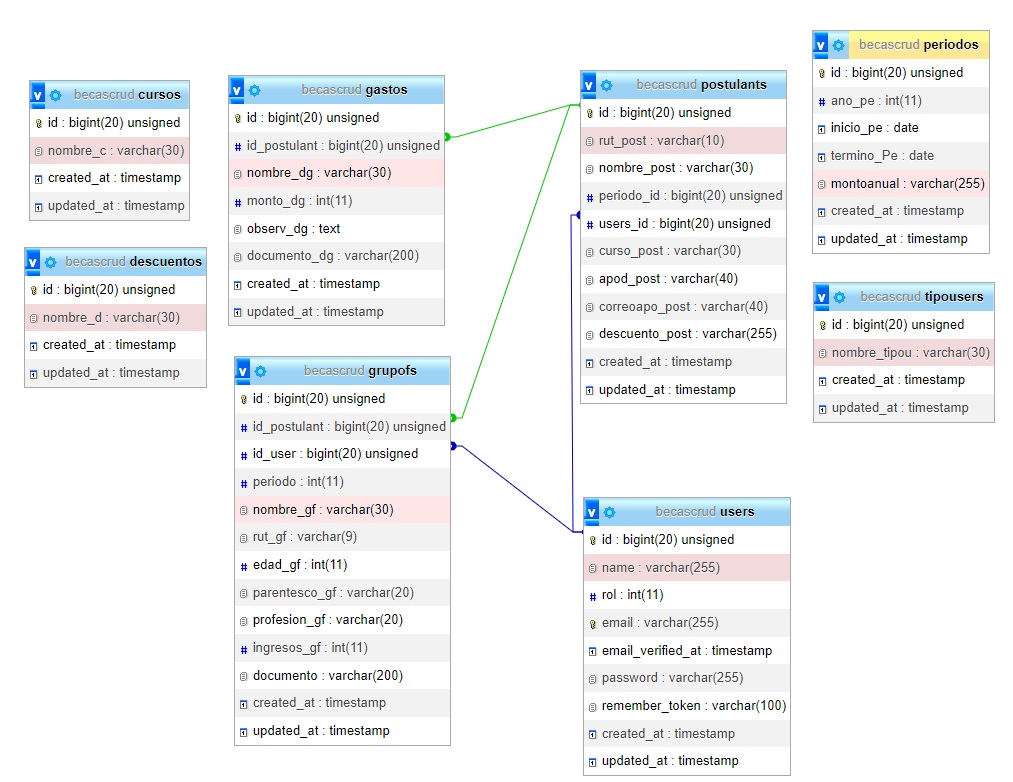 becascrud cursos
id : bigint(20) unsigned
nombre_c : varchar(30)
created_at : timestamp
updated_at : timestamp
becascrud descuentos
id : bigint(20) unsigned
nombre_d : varchar(30)
created_at : timestamp
updated_at : timestamp
becascrud gastos
id : bigint(20) unsigned
id_postulant : bigint(20) unsigned
nombre_dg : varchar(30)
monto_dg : int(11)
observ_dg : text
documento_dg : varchar(200)
created_at : timestamp
updated_at : timestamp
becascrud grupofs
id : bigint(20) unsigned
id_postulant : bigint(20) unsigned
id_user : bigint(20) unsigned
periodo : int(11)
nombre_gf : varchar(30)
rut_gf : varchar(9)
edad_gf : int(11)
parentesco_gf : varchar(20)
profesion_gf : varchar(20)
ingresos_gf : int(11)
documento : varchar(200)
created_at : timestamp
updated_at : timestamp
becascrud postulants
id : bigint(20) unsigned
rut_post : varchar(10)
nombre_post : varchar(30)
periodo_id : bigint(20) unsigned
users_id : bigint(20) unsigned
curso_post : varchar(30)
apod_post : varchar(40)
correoapo_post : varchar(40)
descuento_post : varchar(255)
created_at : timestamp
updated_at : timestamp
becascrud users
id : bigint(20) unsigned
name : varchar(255)
rol : int(11)
email : varchar(255)
email_verified_at : timestamp
password : varchar(255)
remember_token : varchar(100)
created_at : timestamp
updated_at : timestamp
becascrud periodos
id : bigint(20) unsigned
ano_pe : int(11)
inicio_pe : date
termino_Pe : date
montoanual : varchar(255)
created_at : timestamp
updated_at : timestamp
becascrud tipousers
id : bigint(20) unsigned
nombre_tipou : varchar(30)
created_at : timestamp
updated_at : timestamp